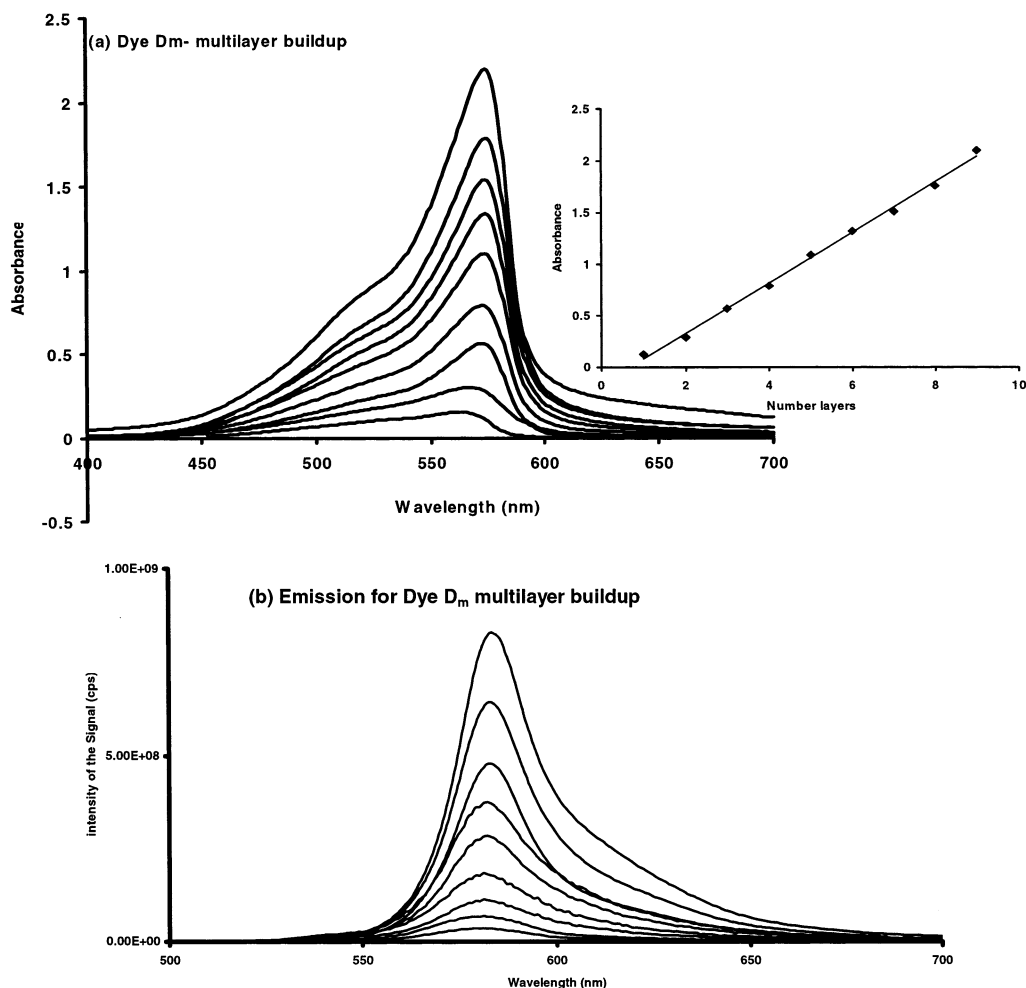 (a) Dye Dm- multilayer buildup
2.5
2
1.5
1
0.5
0
-0.5
Absorbance
400 450 500 550 600 650 700
Wavelength (nm)
2.5
2
1.5
1
0.5
0
Absorbance
0 2 4 6 8 10
Number layers
(b) Emission for Dye Dm multilayer buildup
1.00E+09
5.00E+08
0.00E+00
intensity of the Signal (cps)
500 550 600 650 700
Wavelength (nm)